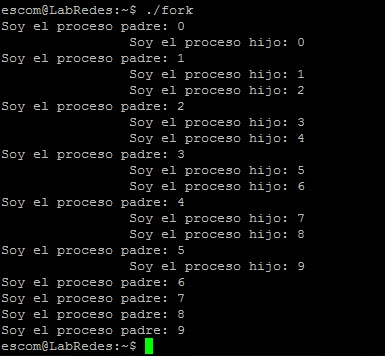 escom@LabRedes:~$ ./fork
Soy el proceso padre: 0
Soy el proceso hijo: 0
Soy el proceso padre: 1
Soy el proceso hijo: 1
Soy el proceso hijo: 2
Soy el proceso padre: 2
Soy el proceso hijo: 3
Soy el proceso hijo: 4
Soy el proceso padre: 3
Soy el proceso hijo: 5
Soy el proceso hijo: 6
Soy el proceso padre: 4
Soy el proceso hijo: 7
Soy el proceso hijo: 8
Soy el proceso padre: 5
Soy el proceso hijo: 9
Soy el proceso padre: 6
Soy el proceso padre: 7
Soy el proceso padre: 8
Soy el proceso padre: 9
escom@LabRedes:~$